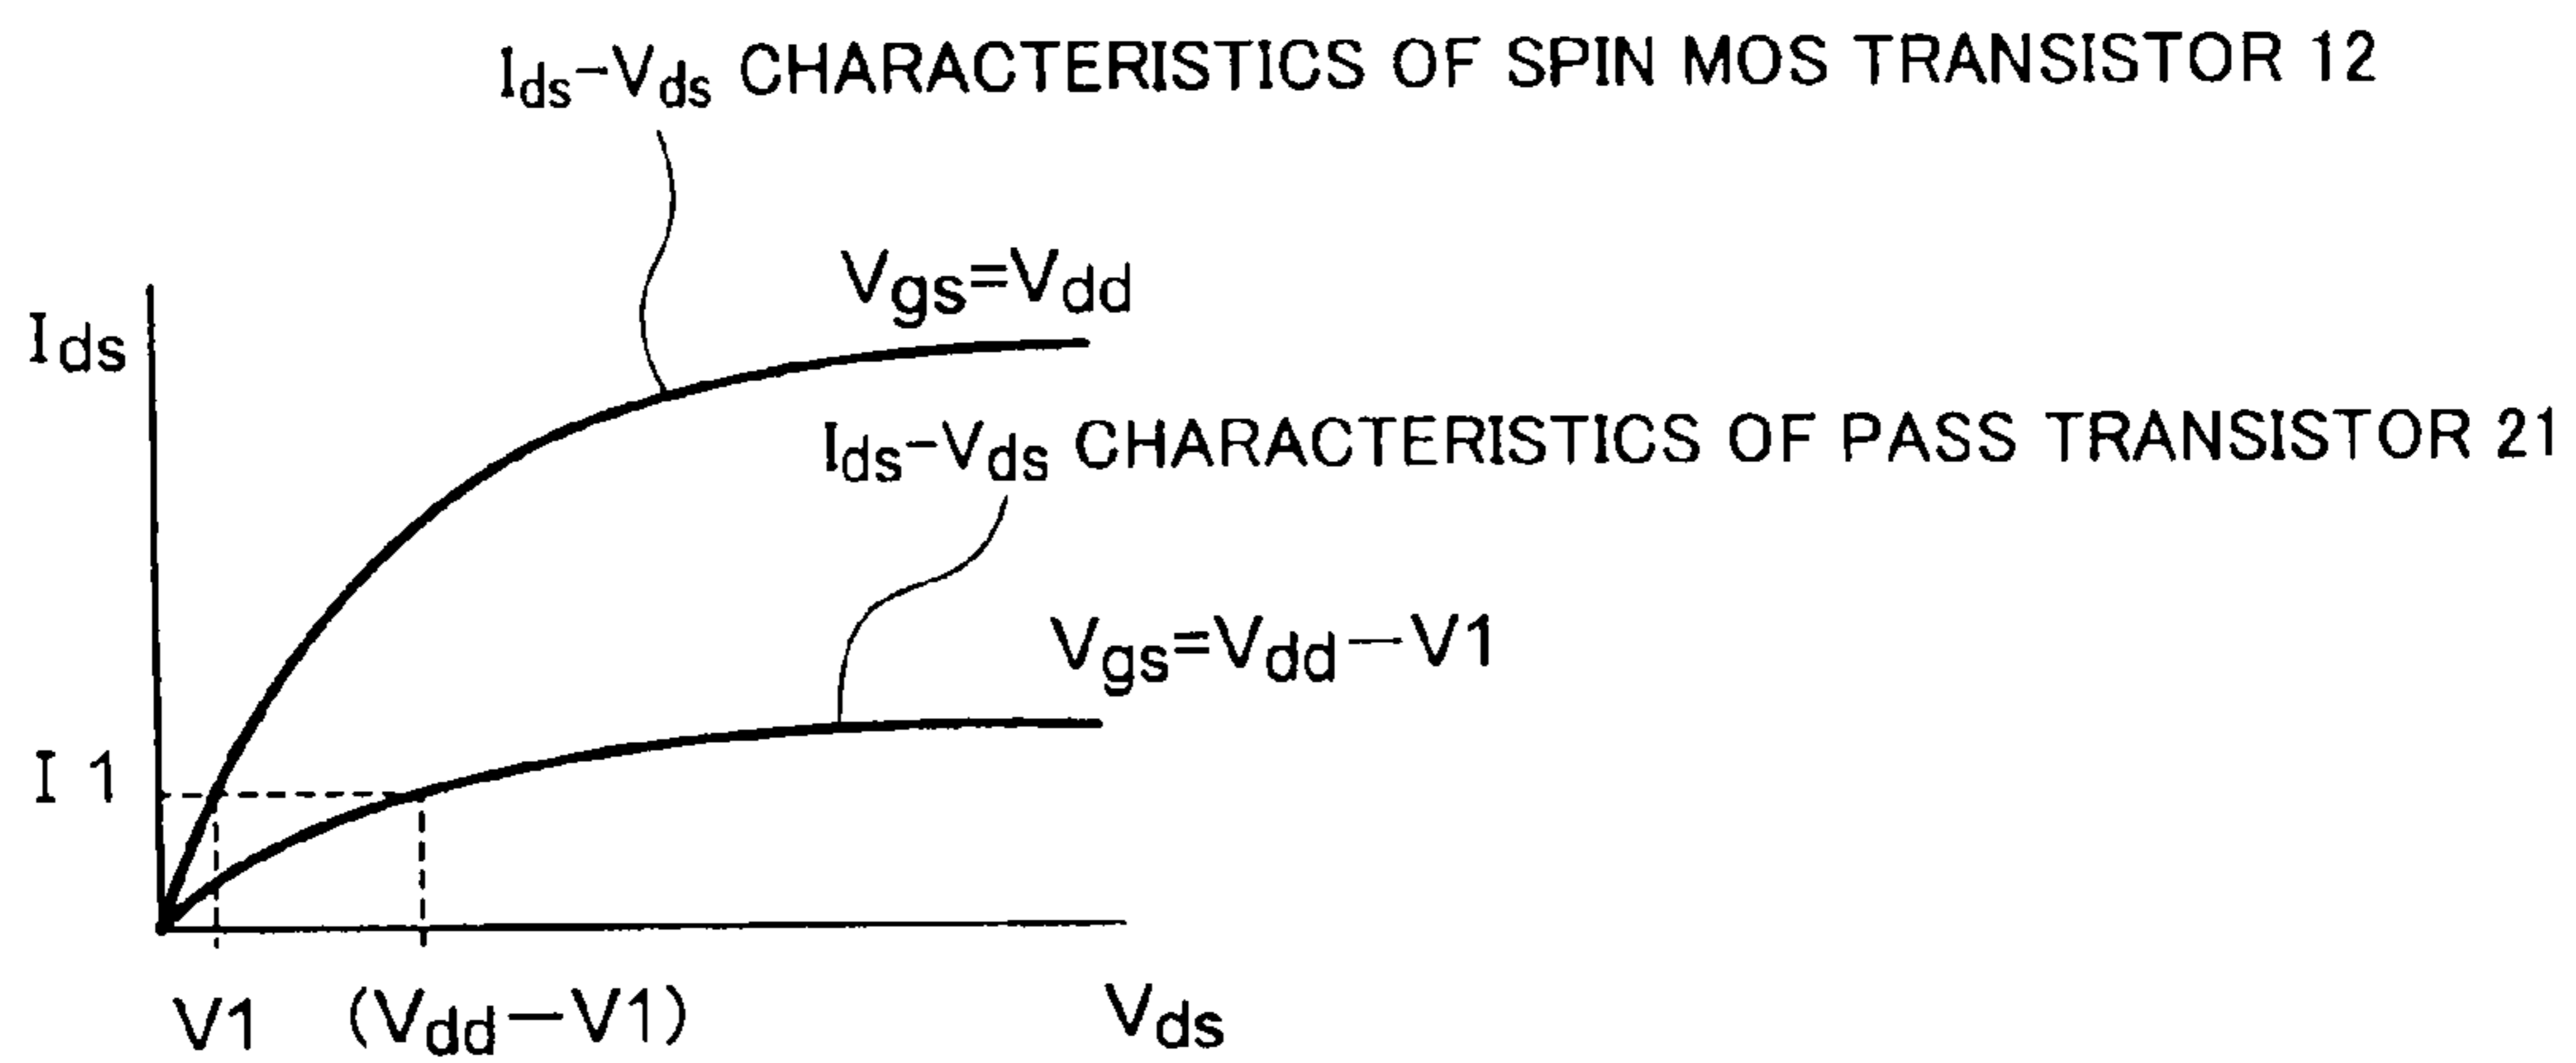 Ids-Vds CHARACTERISTICS OF SPIN MOS TRANSISTOR 12
Vgs=Vdd
Ids
Ids-Vds CHARACTERISTICS OF PASS TRANSISTOR 21
Vgs=Vdd-V1
I1
V1 (Vdd-V1) Vds